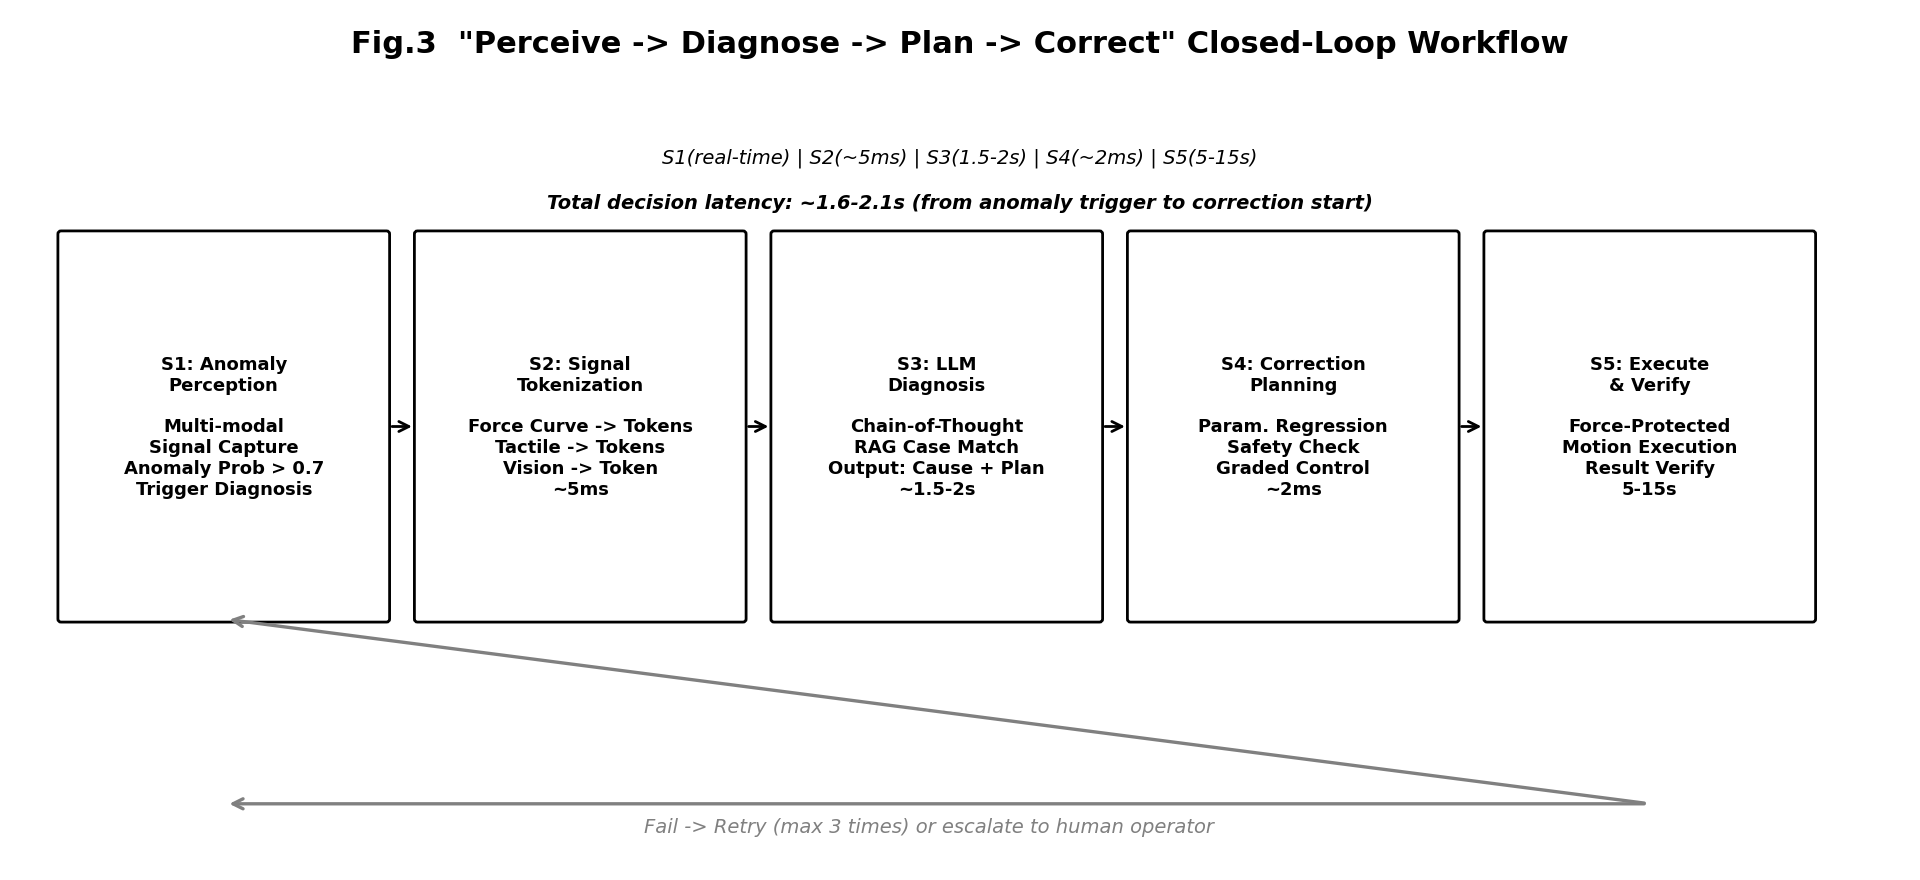 Fig.3  "Perceive -> Diagnose -> Plan -> Correct" Closed-Loop Workflow
S1(real-time) | S2(~5ms) | S3(1.5-2s) | S4(~2ms) | S5(5-15s)
Total decision latency: ~1.6-2.1s (from anomaly trigger to correction start)
S1: Anomaly
Perception
Multi-modal
Signal Capture
Anomaly Prob > 0.7
Trigger Diagnosis
S2: Signal
Tokenization
Force Curve -> Tokens
Tactile -> Tokens
Vision -> Token
~5ms
S3: LLM
Diagnosis
Chain-of-Thought
RAG Case Match
Output: Cause + Plan
~1.5-2s
S4: Correction
Planning
Param. Regression
Safety Check
Graded Control
~2ms
S5: Execute
& Verify
Force-Protected
Motion Execution
Result Verify
5-15s
Fail -> Retry (max 3 times) or escalate to human operator